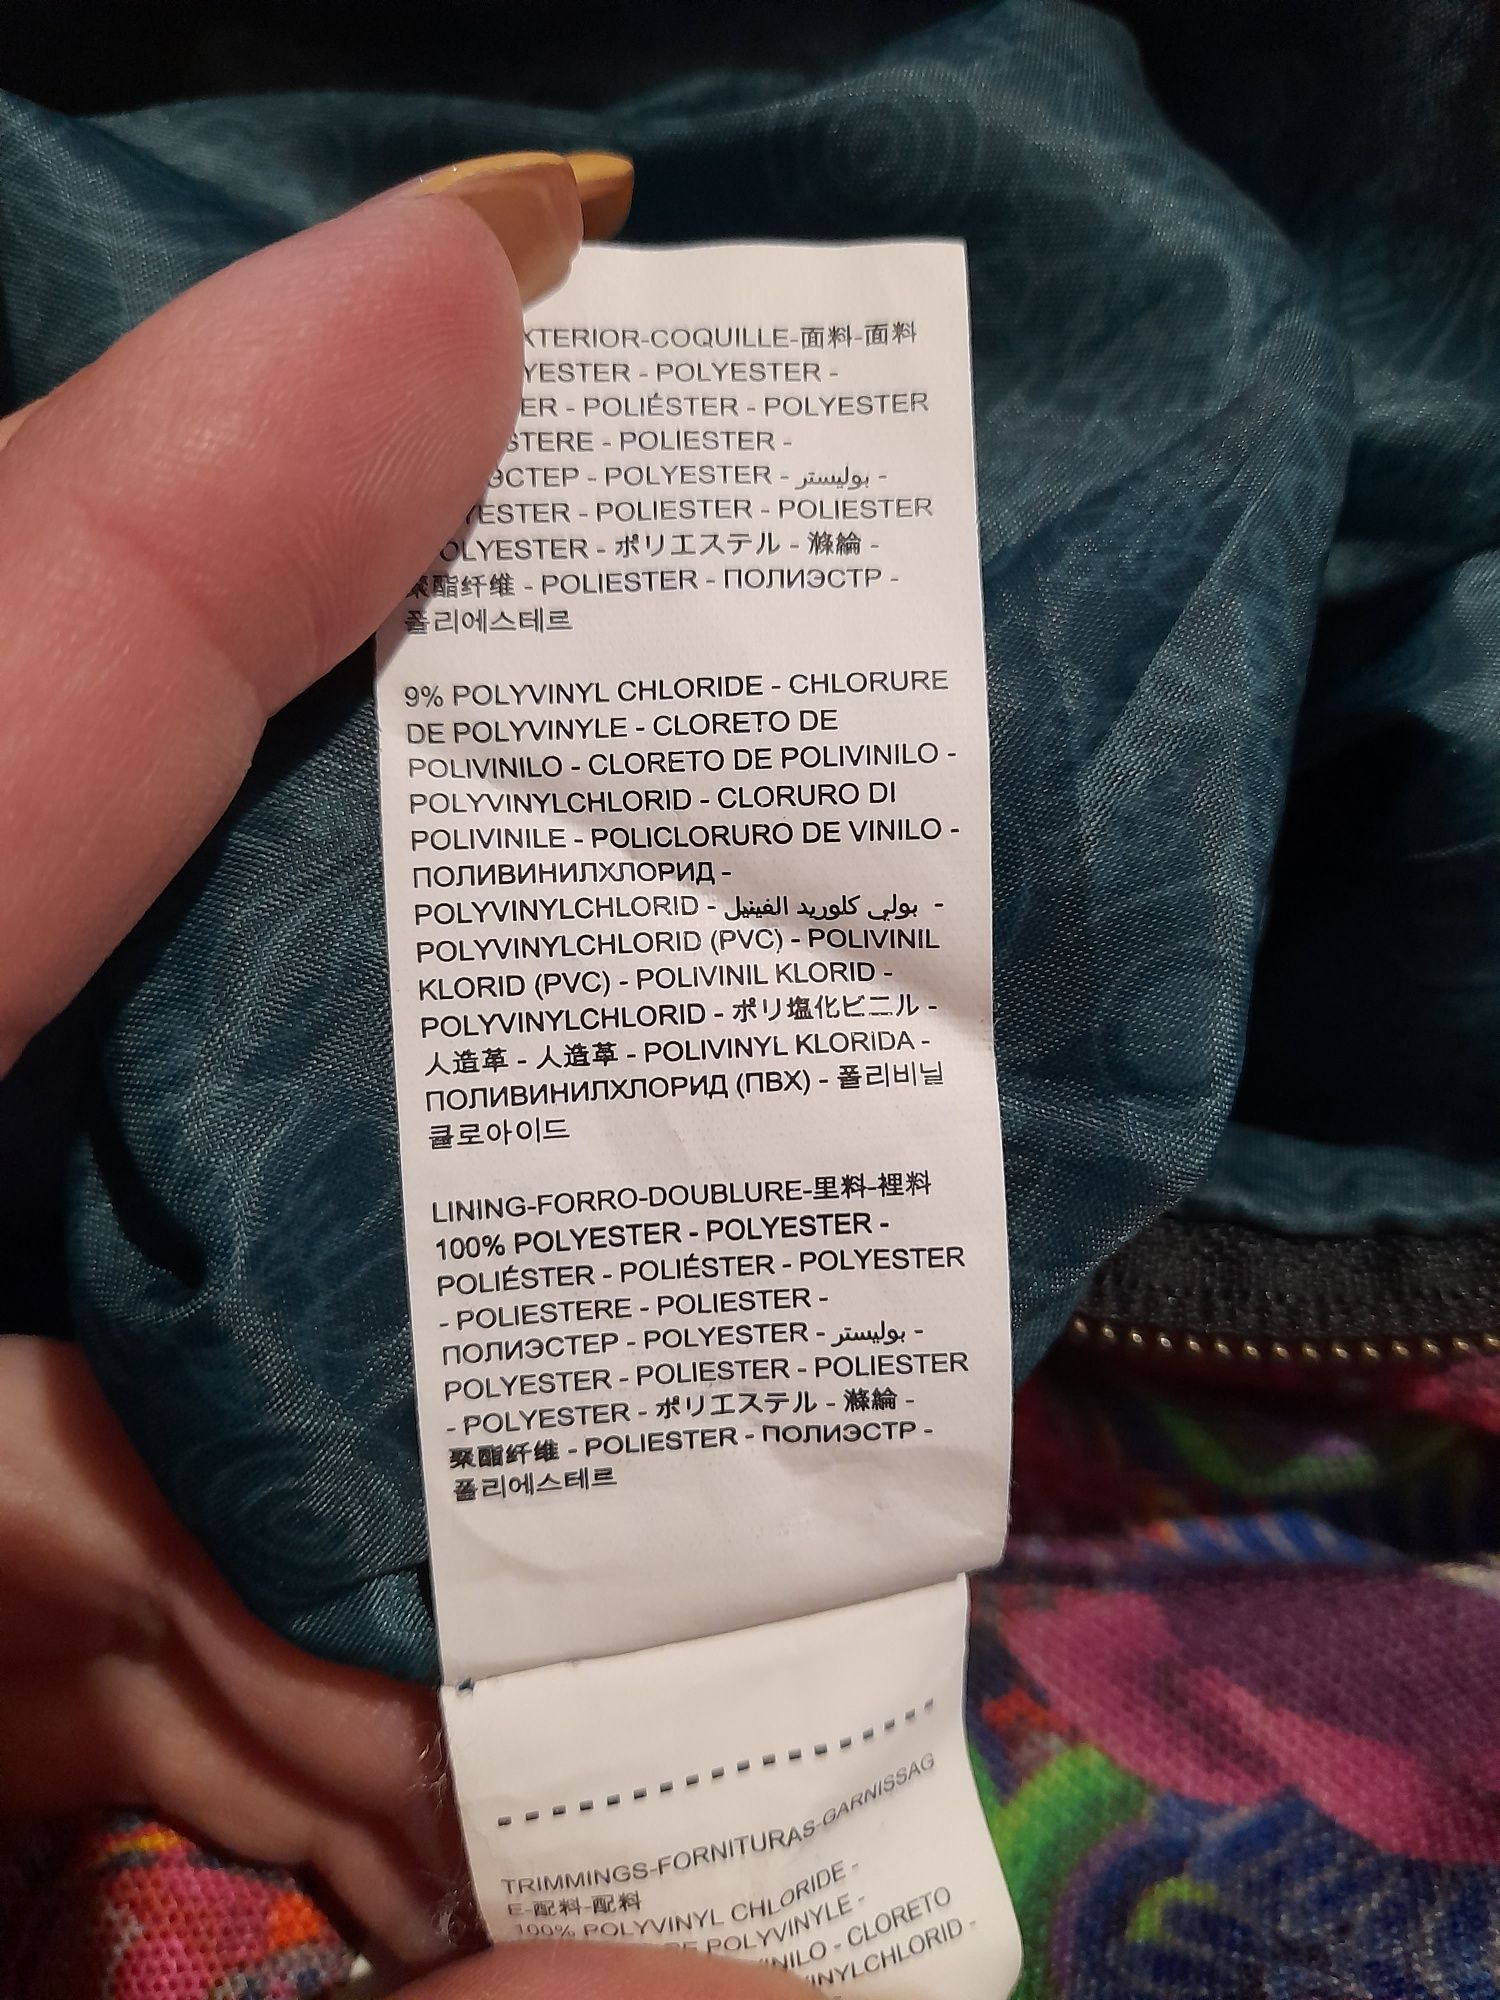 XTERIOR-COQUILLE-面料-面料
YESTER - POLYESTER -
ER - POLIÉSTER - POLYESTER
STERE - POLIESTER -
ЭСТЕР - POLYESTER - بوليستر -
YESTER - POLIESTER - POLIESTER
OLYESTER - ポリエステル - 滌綸 -
聚酯纤维 - POLIESTER - ПОЛИЭСТР -
폴리에스테르
9% POLYVINYL CHLORIDE - CHLORURE
DE POLYVINYLE - CLORETO DE
POLIVINILO - CLORETO DE POLIVINILO -
POLYVINYLCHLORID - CLORURO DI
POLIVINILE - POLICLORURO DE VINILO -
ПОЛИВИНИЛХЛОРИД -
POLYVINYLCHLORID - بولي كلوريد الفينيل -
POLYVINYLCHLORID (PVC) - POLIVINIL
KLORID (PVC) - POLIVINIL KLORID -
POLYVINYLCHLORID - ポリ塩化ビニル -
人造革 - 人造革 - POLIVINYL KLORIDA -
ПОЛИВИНИЛХЛОРИД (ПВХ) - 폴리비닐
클로아이드
LINING-FORRO-DOUBLURE-里料-裡料
100% POLYESTER - POLYESTER -
POLIÉSTER - POLIÉSTER - POLYESTER
- POLIESTERE - POLIESTER -
ПОЛИЭСТЕР - POLYESTER - بوليستر -
POLYESTER - POLIESTER - POLIESTER
- POLYESTER - ポリエステル - 滌綸 -
聚酯纤维 - POLIESTER - ПОЛИЭСТР -
폴리에스테르
TRIMMINGS-FORNITURAS-GARNISSAG
E-配料-配料
100% POLYVINYL CHLORIDE -
DE POLYVINYLE -
VINILO - CLORETO
VINYLCHLORID -